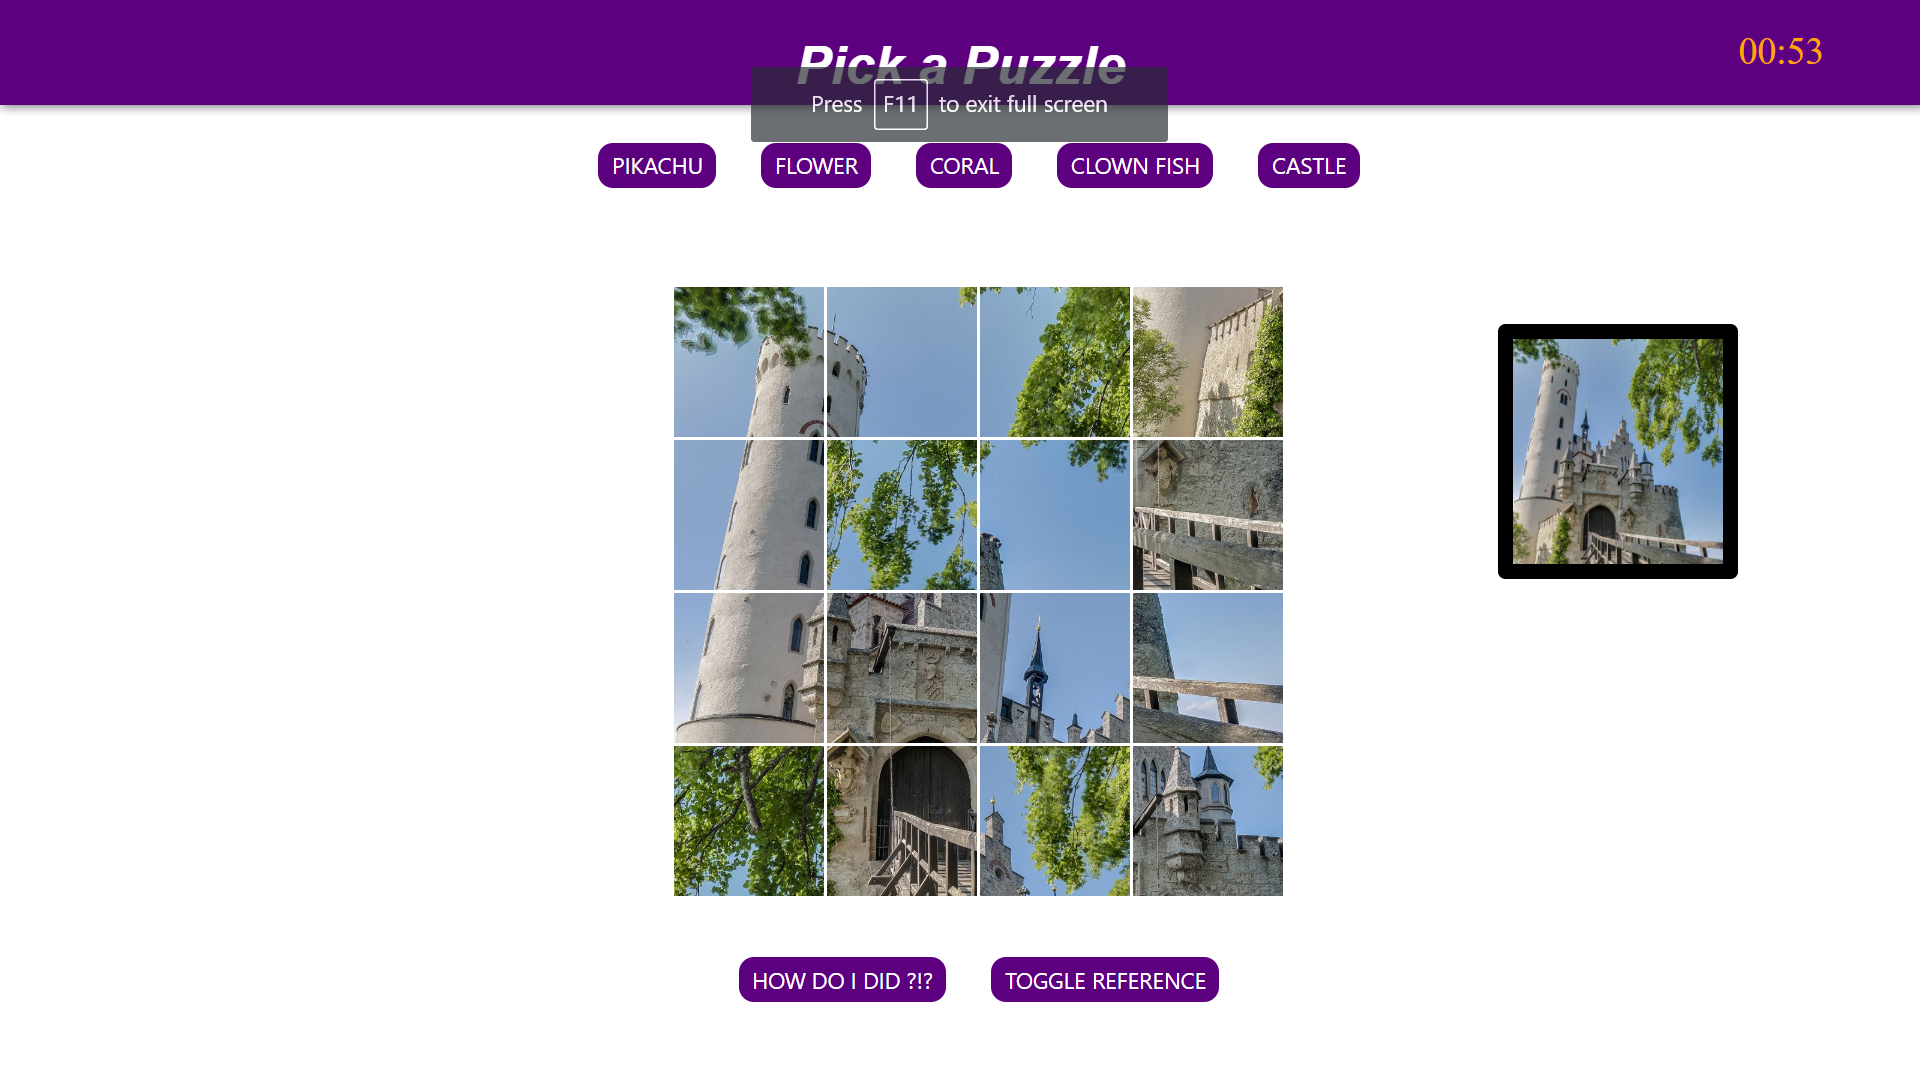 Pick a Puzzle
00:53
Press F11 to exit full screen
PIKACHU
FLOWER
CORAL
CLOWN FISH
CASTLE
HOW DO I DID ?!?
TOGGLE REFERENCE